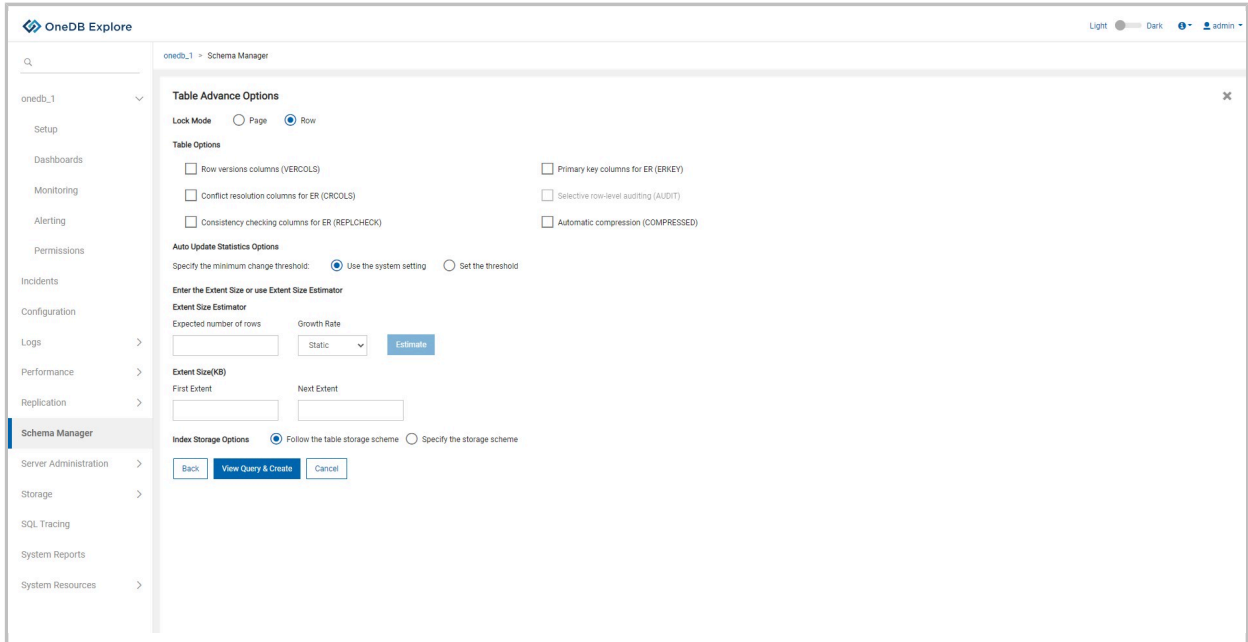 OneDB Explore
Light Dark admin
onedb_1 > Schema Manager
onedb_1
Setup
Dashboards
Monitoring
Alerting
Permissions
Incidents
Configuration
Logs
Performance
Replication
Schema Manager
Server Administration
Storage
SQL Tracing
System Reports
System Resources
Table Advance Options
Lock Mode Page Row
Table Options
Row versions columns (VERCOLS) Primary key columns for ER (ERKEY)
Conflict resolution columns for ER (CRCOLS) Selective row-level auditing (AUDIT)
Consistency checking columns for ER (REPLCHECK) Automatic compression (COMPRESSED)
Auto Update Statistics Options
Specify the minimum change threshold: Use the system setting Set the threshold
Enter the Extent Size or use Extent Size Estimator
Extent Size Estimator
Expected number of rows Growth Rate
Static Estimate
Extent Size(KB)
First Extent Next Extent
Index Storage Options Follow the table storage scheme Specify the storage scheme
Back View Query & Create Cancel